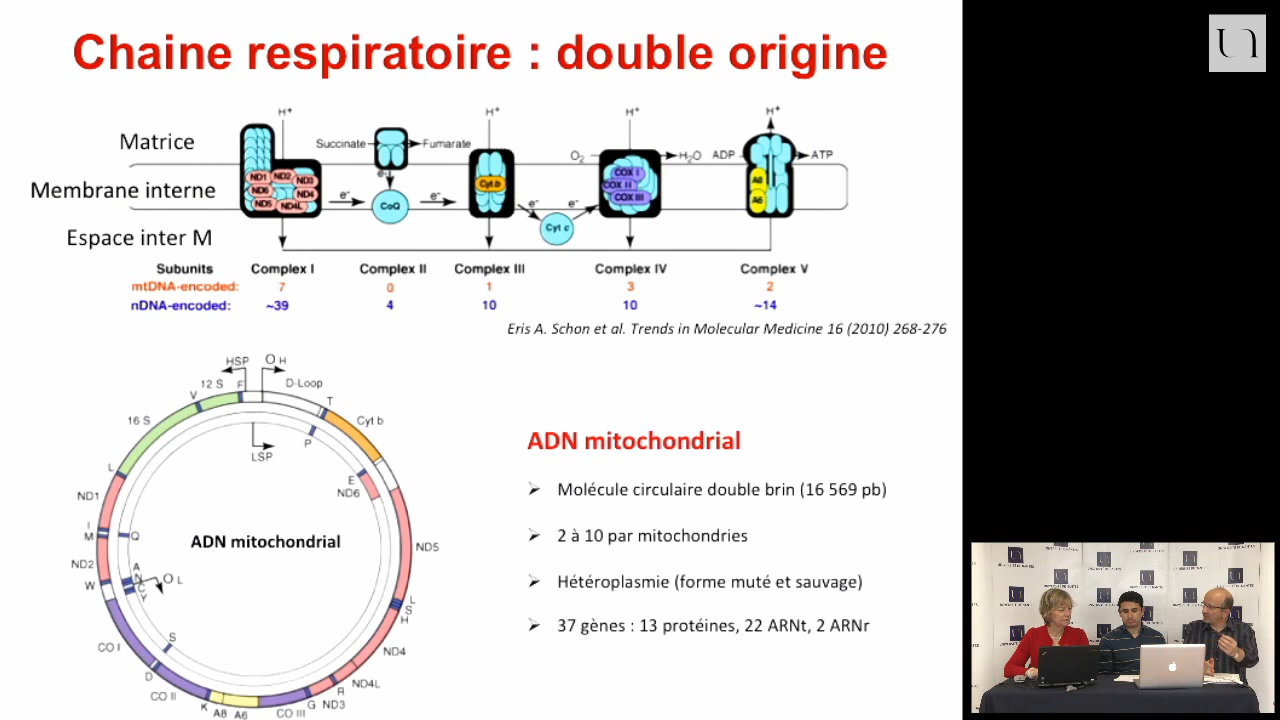 Chaine respiratoire : double origine
H+ H+ H+ H+
Matrice
Succinate Fumarate
O2 H2O ADP ATP
Membrane interne
ND1 ND2 ND3
ND6 ND4
ND5 ND4L
e-
e-
CoQ
e-
Cyt b
e-
Cyt c
e-
COX I
COX II
COX III
A8
A6
Espace inter M
Subunits Complex I Complex II Complex III Complex IV Complex V
mtDNA-encoded: 7 0 1 3 2
nDNA-encoded: ~39 4 10 10 ~14
Eris A. Schon et al. Trends in Molecular Medicine 16 (2010) 268-276
HSP OH
12 S F D-Loop
V T
16 S Cyt b
P
LSP
L E
ND6
ND1
I
M Q
ADN mitochondrial
ND5
ND2
A
N
C
Y
OL
W
L
S
H
S
CO I
ND4
D
CO II
ND4L
R
K A8 A6 CO III G ND3
ADN mitochondrial
➢ Molécule circulaire double brin (16 569 pb)
➢ 2 à 10 par mitochondries
➢ Hétéroplasmie (forme muté et sauvage)
➢ 37 gènes : 13 protéines, 22 ARNt, 2 ARNr
UNIVERSITÉ DE NANTES